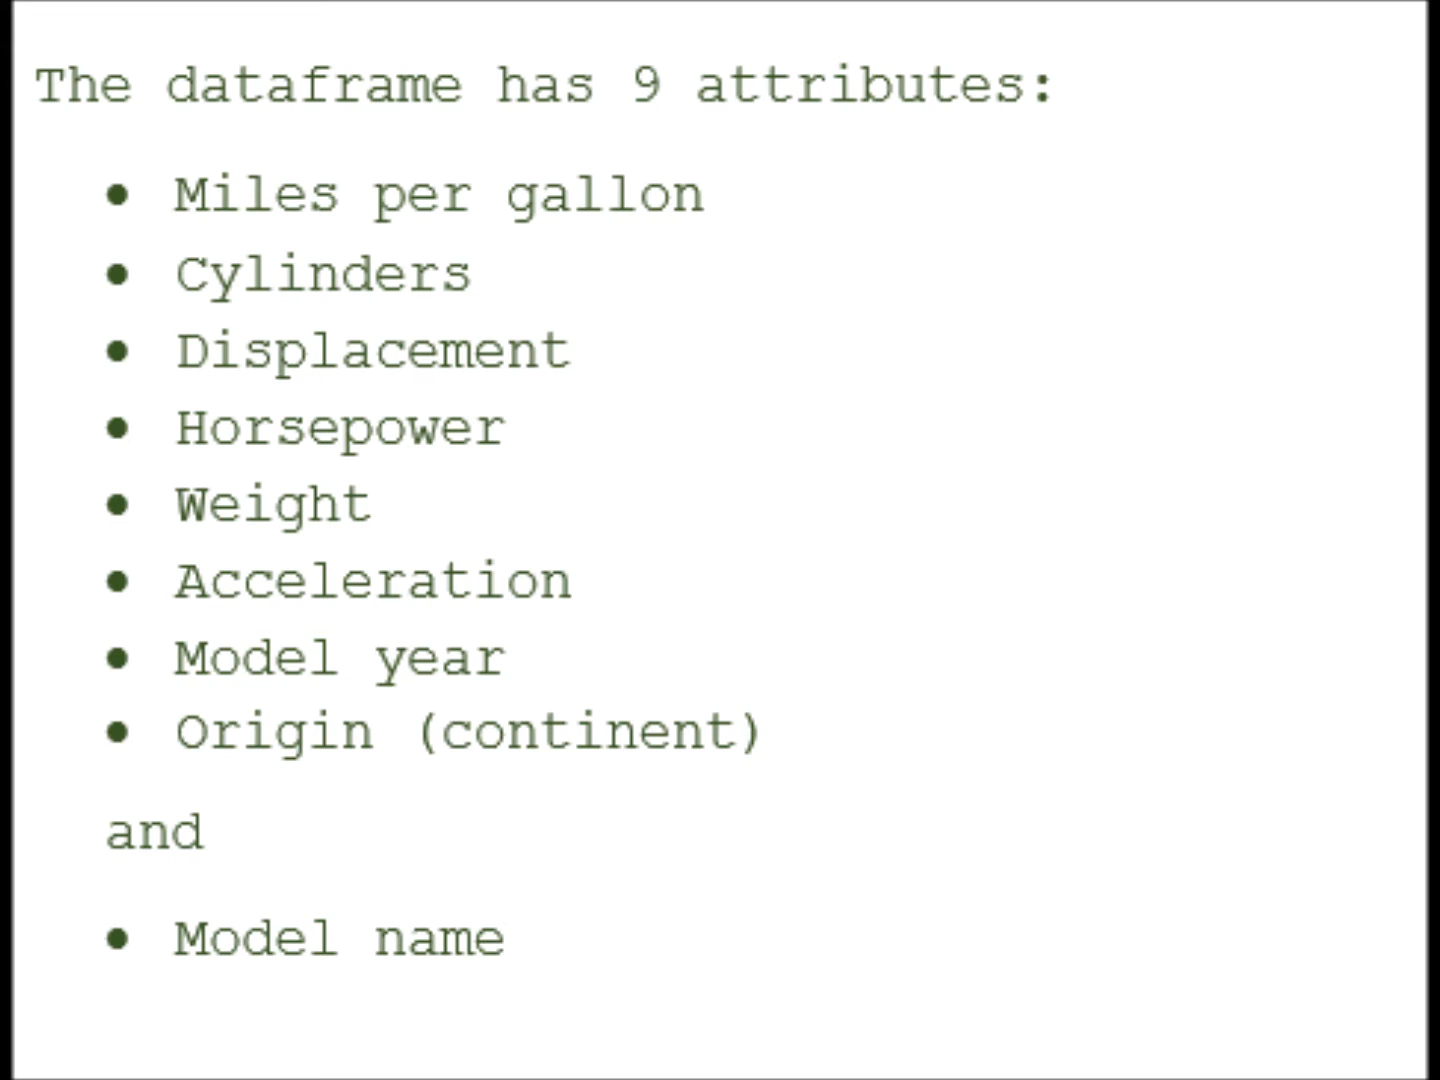 The dataframe has 9 attributes:
• Miles per gallon
• Cylinders
• Displacement
• Horsepower
• Weight
• Acceleration
• Model year
• Origin (continent)
and
• Model name